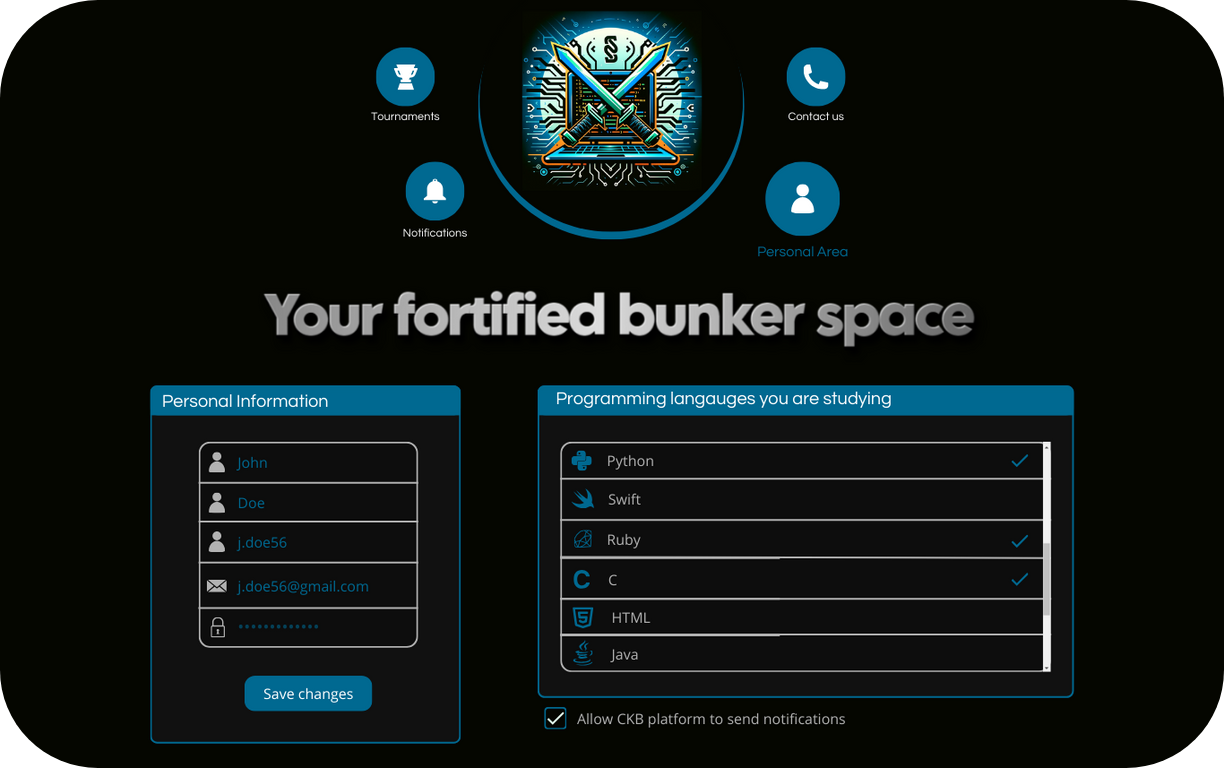 Tournaments
Contact us
Notifications
Personal Area
Your fortified bunker space
Personal Information
John
Doe
j.doe56
j.doe56@gmail.com
•••••••••••••
Save changes
Programming langauges you are studying
Python
Swift
Ruby
C
HTML
Java
Allow CKB platform to send notifications